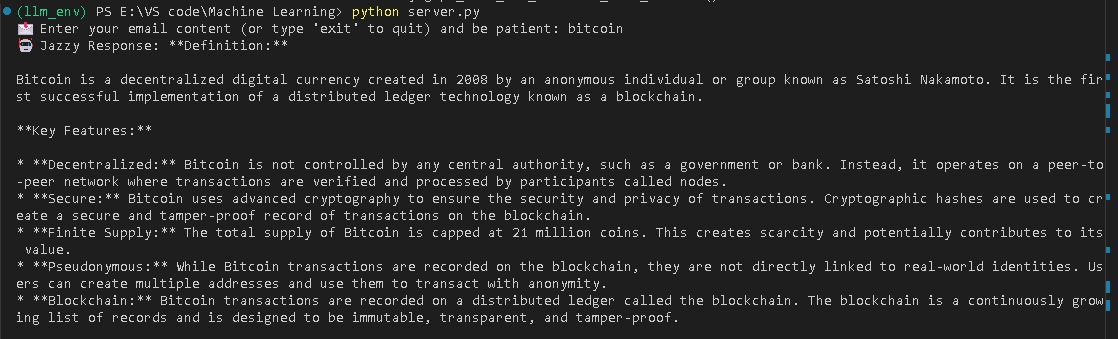 (llm_env) PS E:\VS code\Machine Learning> python server.py
📩 Enter your email content (or type 'exit' to quit) and be patient: bitcoin
🤖 Jazzy Response: **Definition:**
Bitcoin is a decentralized digital currency created in 2008 by an anonymous individual or group known as Satoshi Nakamoto. It is the fir
st successful implementation of a distributed ledger technology known as a blockchain.
**Key Features:**
* **Decentralized:** Bitcoin is not controlled by any central authority, such as a government or bank. Instead, it operates on a peer-to
-peer network where transactions are verified and processed by participants called nodes.
* **Secure:** Bitcoin uses advanced cryptography to ensure the security and privacy of transactions. Cryptographic hashes are used to cr
eate a secure and tamper-proof record of transactions on the blockchain.
* **Finite Supply:** The total supply of Bitcoin is capped at 21 million coins. This creates scarcity and potentially contributes to its
 value.
* **Pseudonymous:** While Bitcoin transactions are recorded on the blockchain, they are not directly linked to real-world identities. Us
ers can create multiple addresses and use them to transact with anonymity.
* **Blockchain:** Bitcoin transactions are recorded on a distributed ledger called the blockchain. The blockchain is a continuously grow
ing list of records and is designed to be immutable, transparent, and tamper-proof.